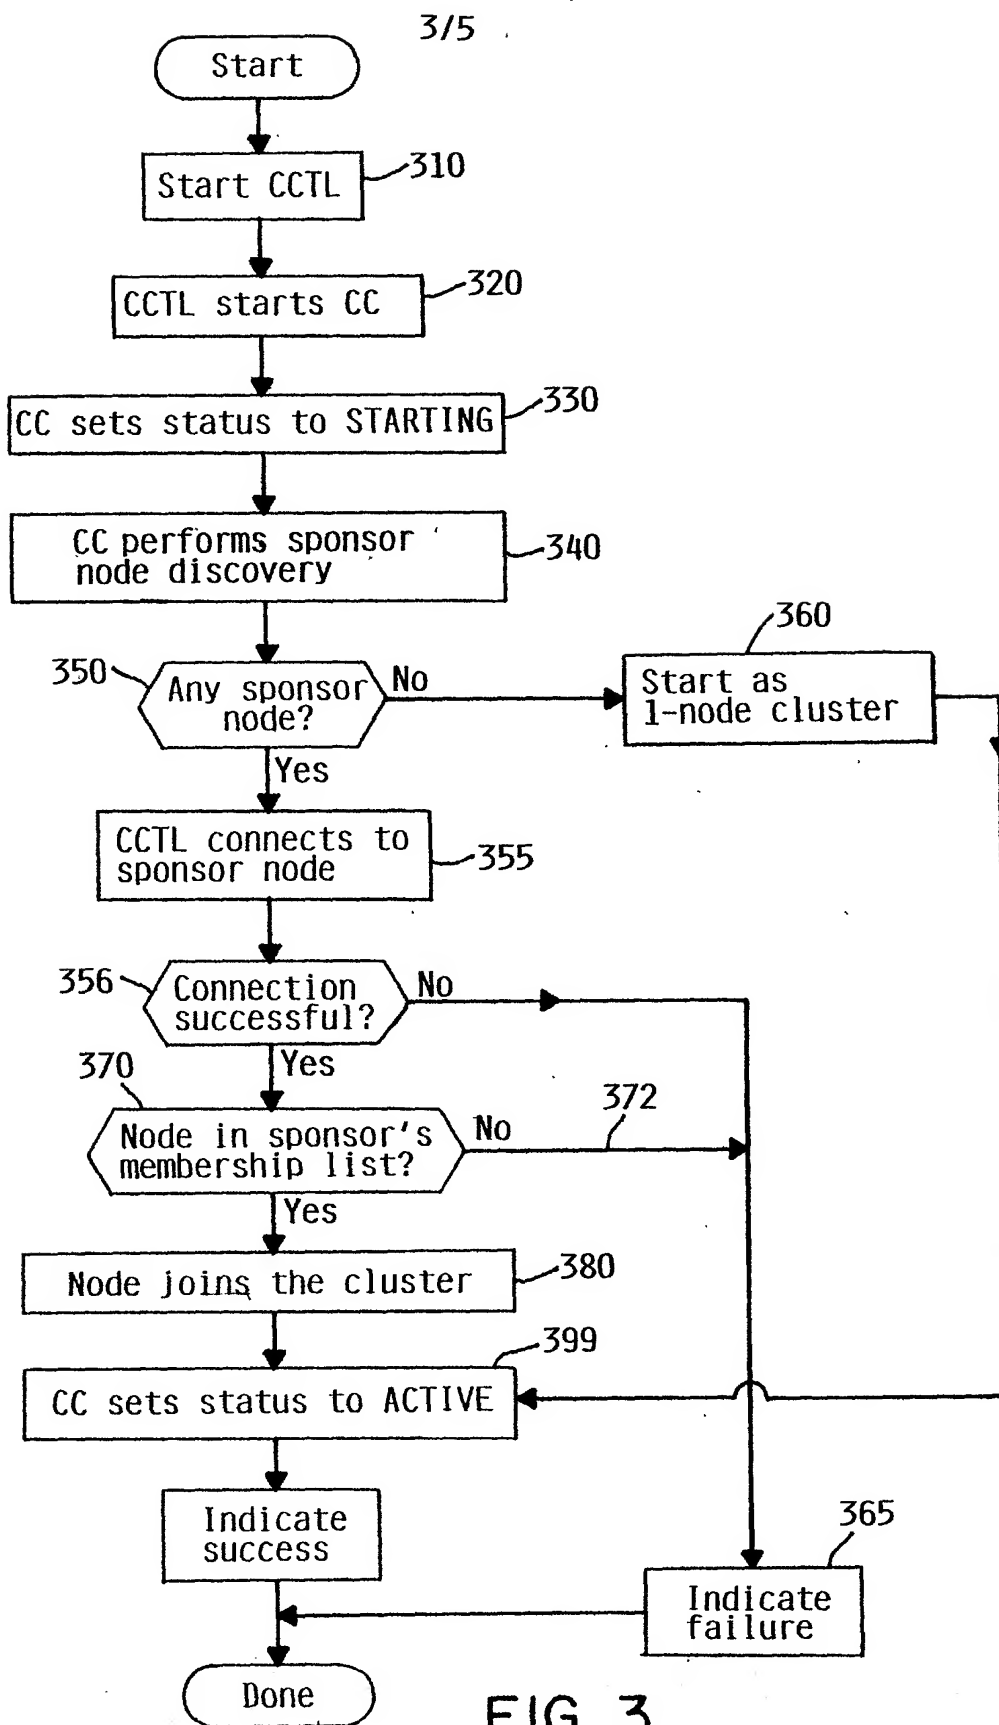 3/5
Start
Start CCTL
310
CCTL starts CC
320
CC sets status to STARTING
330
CC performs sponsor
node discovery
340
350
Any sponsor
node?
No
Yes
360
Start as
1-node cluster
CCTL connects to
sponsor node
355
356
Connection
successful?
No
Yes
370
Node in sponsor's
membership list?
No
372
Yes
Node joins the cluster
380
399
CC sets status to ACTIVE
Indicate
success
365
Indicate
failure
Done
FIG. 3